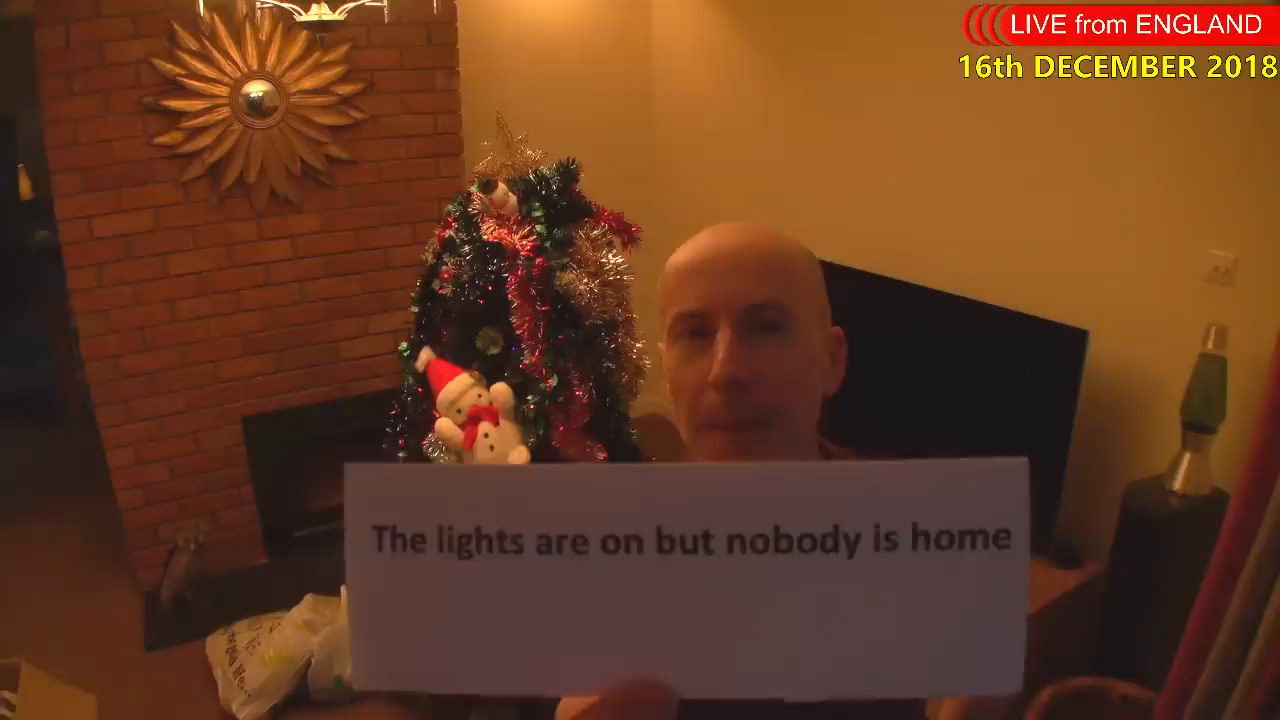 LIVE from ENGLAND
16th DECEMBER 2018
The lights are on but nobody is home